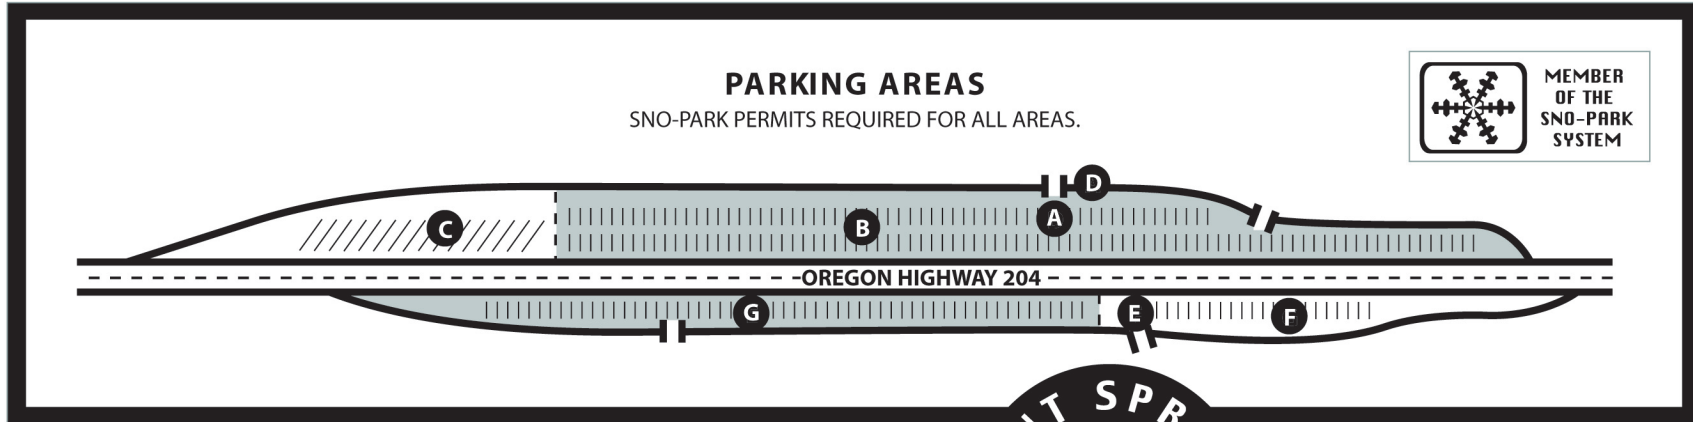 PARKING AREAS
SNO-PARK PERMITS REQUIRED FOR ALL AREAS.
MEMBER
OF THE
SNO-PARK
SYSTEM
D
A
B
C
OREGON HIGHWAY 204
G
E
F